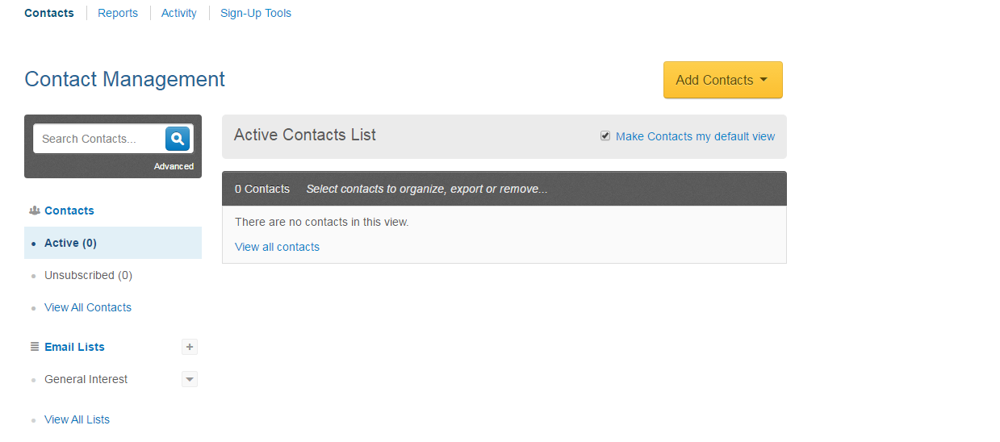 Contacts Reports Activity Sign-Up Tools
Contact Management
Add Contacts
Search Contacts...
Advanced
Contacts
Active (0)
Unsubscribed (0)
View All Contacts
Email Lists
General Interest
View All Lists
Active Contacts List
Make Contacts my default view
0 Contacts Select contacts to organize, export or remove...
There are no contacts in this view.
View all contacts